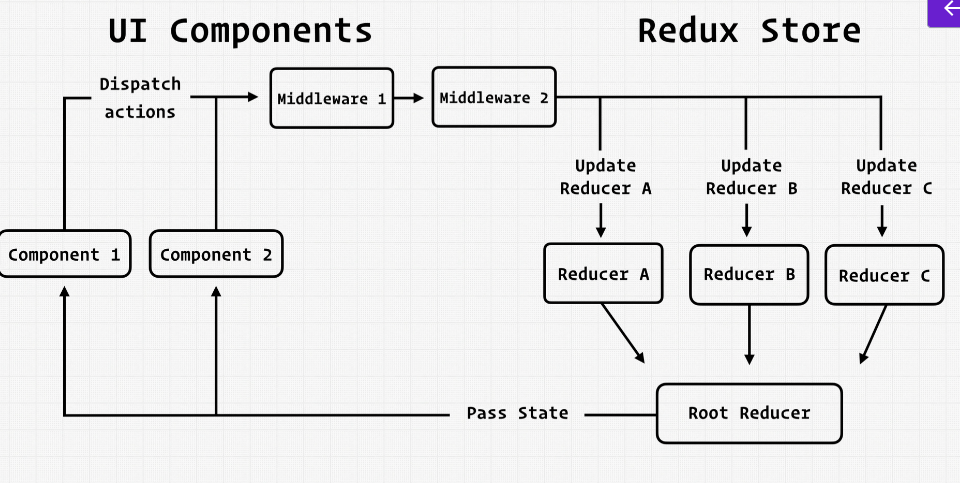 UI Components
Redux Store
Dispatch
actions
Middleware 1
Middleware 2
Update
Reducer A
Update
Reducer B
Update
Reducer C
Component 1
Component 2
Reducer A
Reducer B
Reducer C
Pass State
Root Reducer